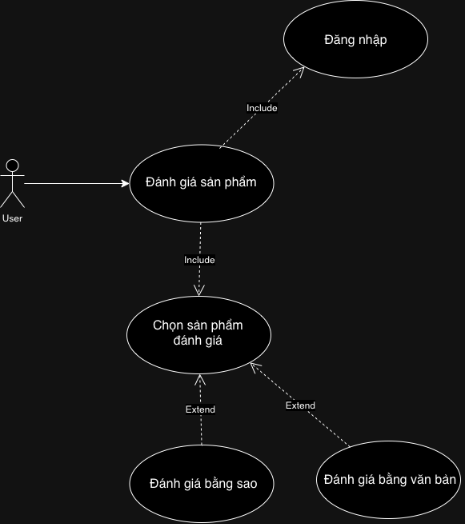 Đăng nhập
Include
Đánh giá sản phẩm
User
Include
Chọn sản phẩm
đánh giá
Extend
Extend
Đánh giá bằng sao
Đánh giá bằng văn bản